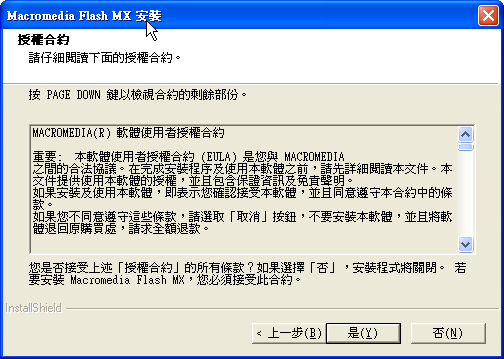 Macromedia Flash MX 安裝
授權合約
請仔細閱讀下面的授權合約。
按 PAGE DOWN 鍵以檢視合約的剩餘部份。
MACROMEDIA(R) 軟體使用者授權合約
重要: 本軟體使用者授權合約 (EULA) 是您與 MACROMEDIA
之間的合法協議。在完成安裝程序及使用本軟體之前，請先詳細閱讀本文件。本
文件提供使用本軟體的授權，並且包含保證資訊及免責聲明。
如果安裝及使用本軟體，即表示您確認接受本軟體，並且同意遵守本合約中的條
款。
如果您不同意遵守這些條款，請選取「取消」按鈕，不要安裝本軟體，並且將軟
體退回原購買處，請求全額退款。
您是否接受上述「授權合約」的所有條款？如果選擇「否」，安裝程式將關閉。 若
要安裝 Macromedia Flash MX，您必須接受此合約。
InstallShield
< 上一步(B) 是(Y) 否(N)